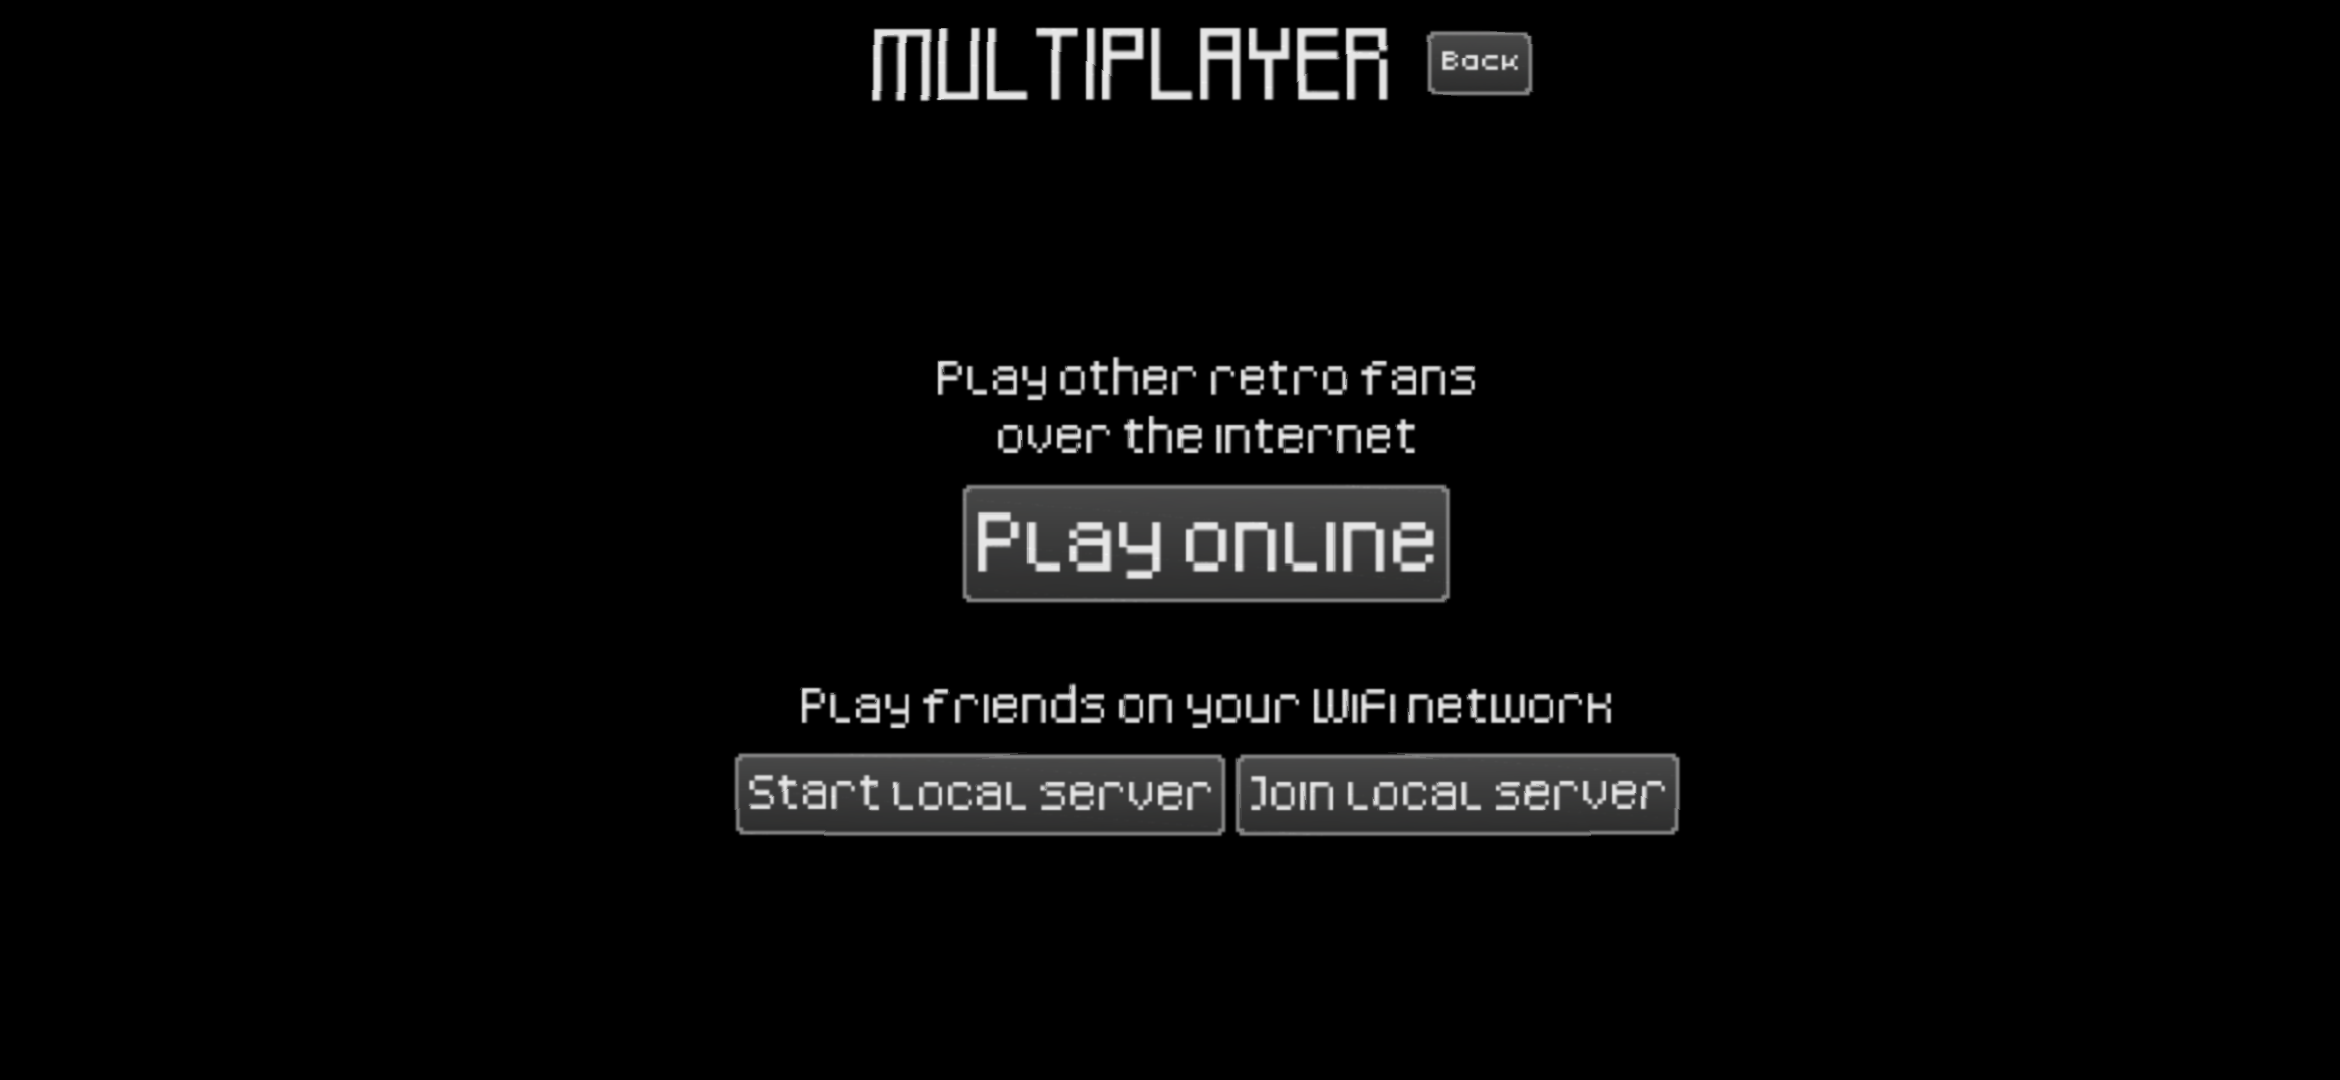 MULTIPLAYER Back
Play other retro fans
over the internet
Play online
Play friends on your WiFi network
Start local server Join local server